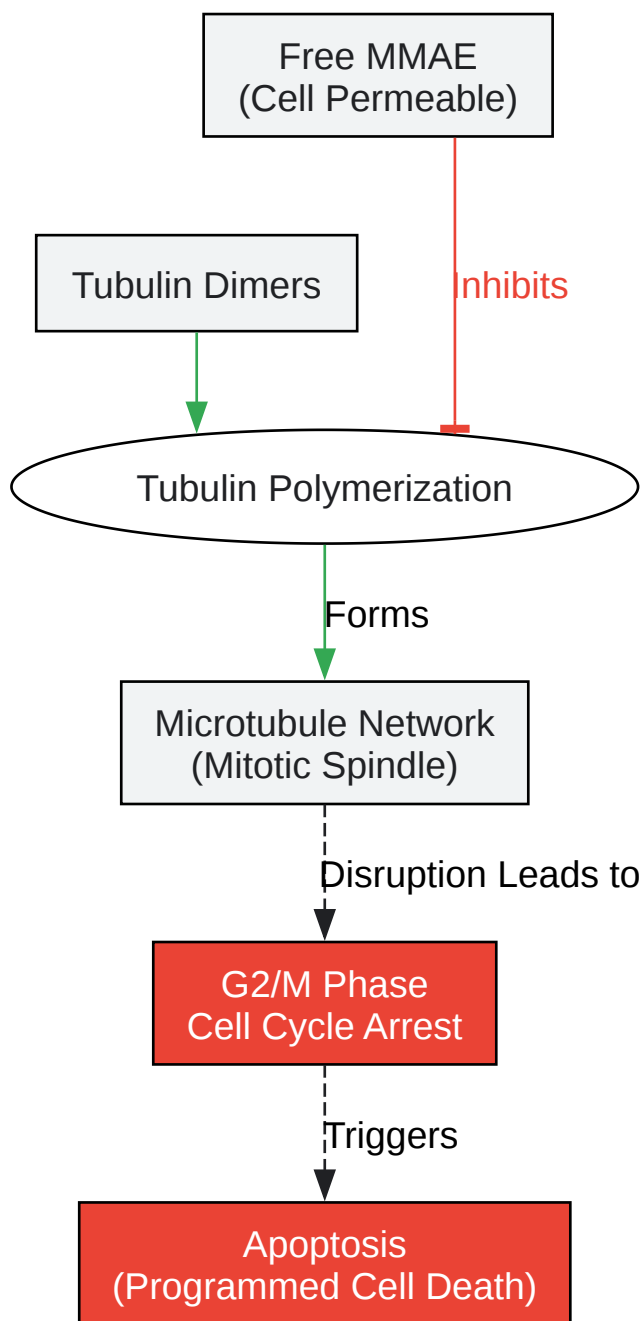 Free MMAE
(Cell Permeable)
Tubulin Dimers
Inhibits
Tubulin Polymerization
Forms
Microtubule Network
(Mitotic Spindle)
Disruption Leads to
G2/M Phase
Cell Cycle Arrest
Triggers
Apoptosis
(Programmed Cell Death)